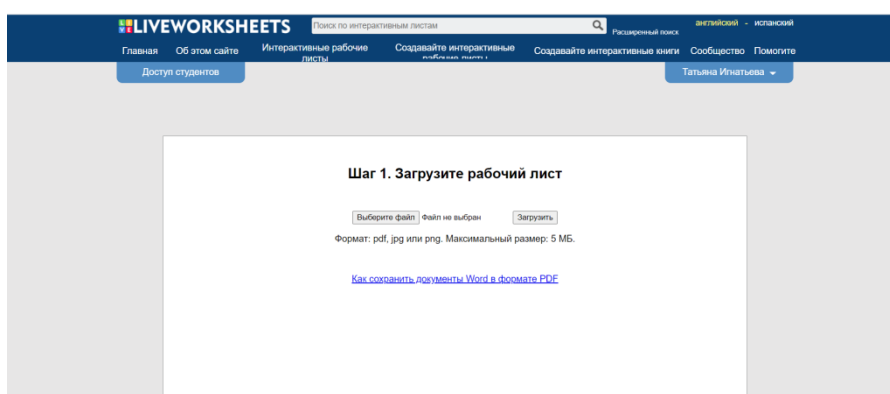 LIVEWORKSHEETS
Поиск по интерактивным листам
Расширенный поиск
английский - испанский
Главная
Об этом сайте
Интерактивные рабочие
листы
Создавайте интерактивные
рабочие листы
Создавайте интерактивные книги
Сообщество
Помогите
Доступ студентов
Татьяна Игнатьева
Шаг 1. Загрузите рабочий лист
Выберите файл Файл не выбран
Загрузить
Формат: pdf, jpg или png. Максимальный размер: 5 МБ.
Как сохранить документы Word в формате PDF